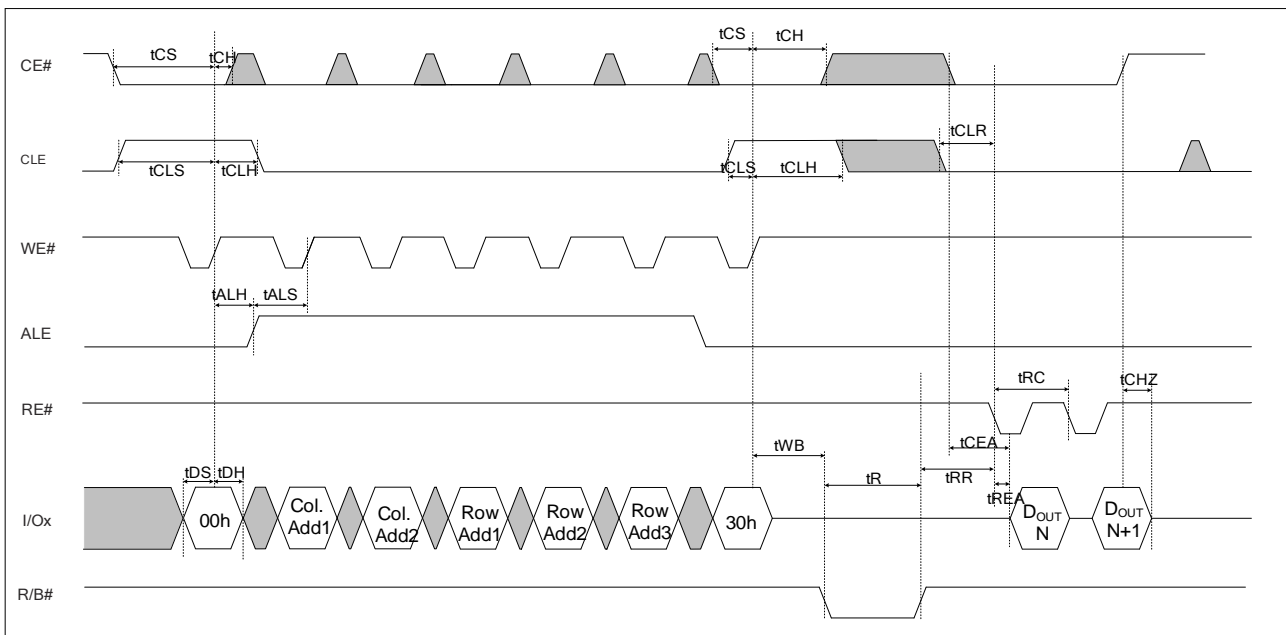 tCS
tCH
tCS
tCH
CE#
tCLR
CLE
tCLS
tCLH
tCLS
tCLH
WE#
tALH
tALS
ALE
tRC
tCHZ
RE#
tCEA
tWB
tDS
tDH
tR
tRR
tREA
I/Ox
00h
Col.
Add1
Col.
Add2
Row
Add1
Row
Add2
Row
Add3
30h
DOUT
N
DOUT
N+1
R/B#